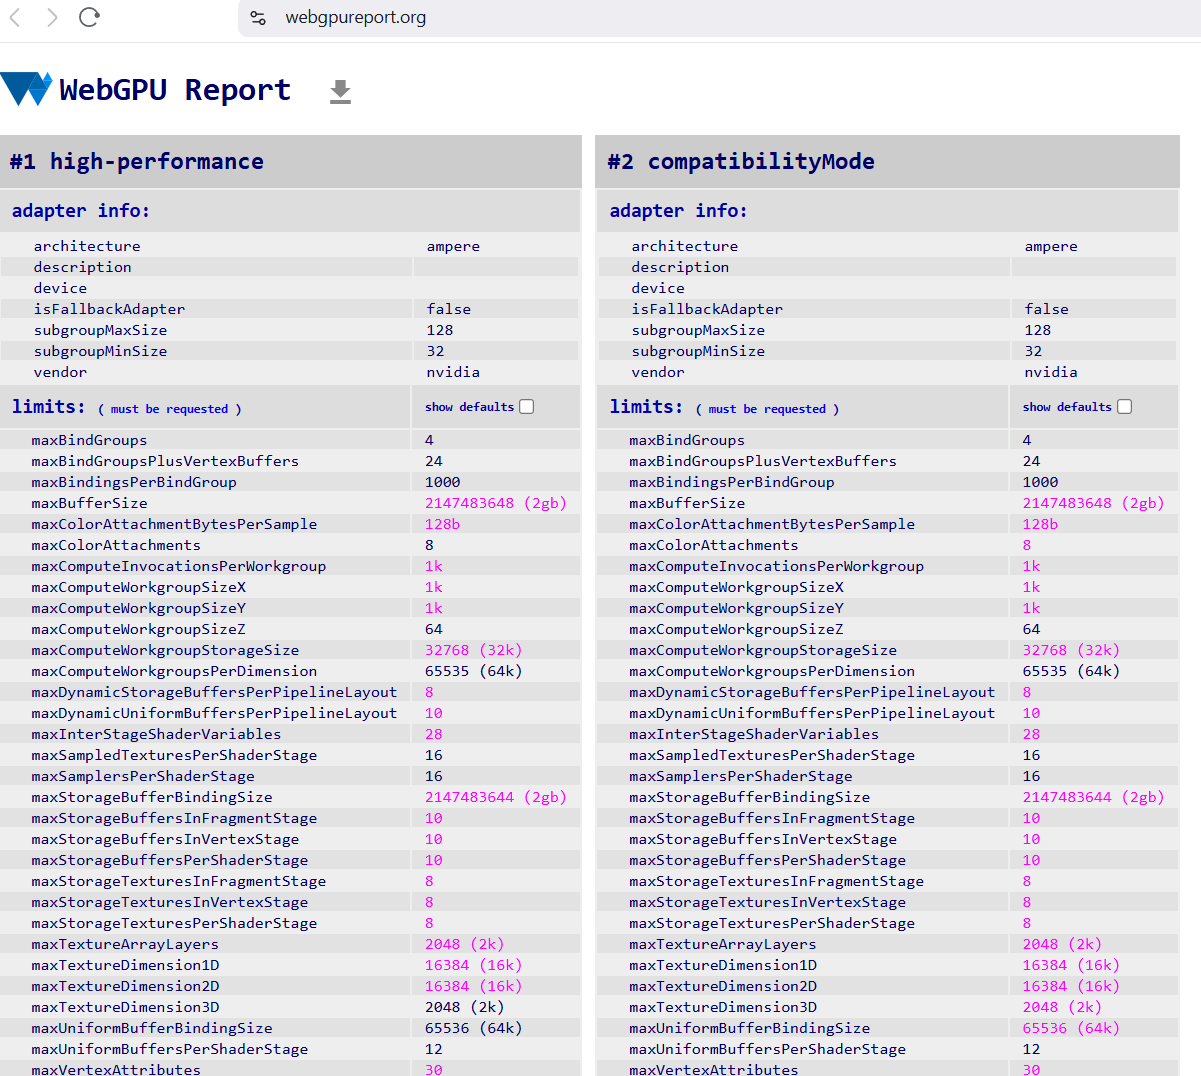 webgpureport.org
WebGPU Report
#1 high-performance
adapter info:
architecture ampere
description
device
isFallbackAdapter false
subgroupMaxSize 128
subgroupMinSize 32
vendor nvidia
limits: ( must be requested ) show defaults
maxBindGroups 4
maxBindGroupsPlusVertexBuffers 24
maxBindingsPerBindGroup 1000
maxBufferSize 2147483648 (2gb)
maxColorAttachmentBytesPerSample 128b
maxColorAttachments 8
maxComputeInvocationsPerWorkgroup 1k
maxComputeWorkgroupSizeX 1k
maxComputeWorkgroupSizeY 1k
maxComputeWorkgroupSizeZ 64
maxComputeWorkgroupStorageSize 32768 (32k)
maxComputeWorkgroupsPerDimension 65535 (64k)
maxDynamicStorageBuffersPerPipelineLayout 8
maxDynamicUniformBuffersPerPipelineLayout 10
maxInterStageShaderVariables 28
maxSampledTexturesPerShaderStage 16
maxSamplersPerShaderStage 16
maxStorageBufferBindingSize 2147483644 (2gb)
maxStorageBuffersInFragmentStage 10
maxStorageBuffersInVertexStage 10
maxStorageBuffersPerShaderStage 10
maxStorageTexturesInFragmentStage 8
maxStorageTexturesInVertexStage 8
maxStorageTexturesPerShaderStage 8
maxTextureArrayLayers 2048 (2k)
maxTextureDimension1D 16384 (16k)
maxTextureDimension2D 16384 (16k)
maxTextureDimension3D 2048 (2k)
maxUniformBufferBindingSize 65536 (64k)
maxUniformBuffersPerShaderStage 12
maxVertexAttributes 30
#2 compatibilityMode
adapter info:
architecture ampere
description
device
isFallbackAdapter false
subgroupMaxSize 128
subgroupMinSize 32
vendor nvidia
limits: ( must be requested ) show defaults
maxBindGroups 4
maxBindGroupsPlusVertexBuffers 24
maxBindingsPerBindGroup 1000
maxBufferSize 2147483648 (2gb)
maxColorAttachmentBytesPerSample 128b
maxColorAttachments 8
maxComputeInvocationsPerWorkgroup 1k
maxComputeWorkgroupSizeX 1k
maxComputeWorkgroupSizeY 1k
maxComputeWorkgroupSizeZ 64
maxComputeWorkgroupStorageSize 32768 (32k)
maxComputeWorkgroupsPerDimension 65535 (64k)
maxDynamicStorageBuffersPerPipelineLayout 8
maxDynamicUniformBuffersPerPipelineLayout 10
maxInterStageShaderVariables 28
maxSampledTexturesPerShaderStage 16
maxSamplersPerShaderStage 16
maxStorageBufferBindingSize 2147483644 (2gb)
maxStorageBuffersInFragmentStage 10
maxStorageBuffersInVertexStage 10
maxStorageBuffersPerShaderStage 10
maxStorageTexturesInFragmentStage 8
maxStorageTexturesInVertexStage 8
maxStorageTexturesPerShaderStage 8
maxTextureArrayLayers 2048 (2k)
maxTextureDimension1D 16384 (16k)
maxTextureDimension2D 16384 (16k)
maxTextureDimension3D 2048 (2k)
maxUniformBufferBindingSize 65536 (64k)
maxUniformBuffersPerShaderStage 12
maxVertexAttributes 30